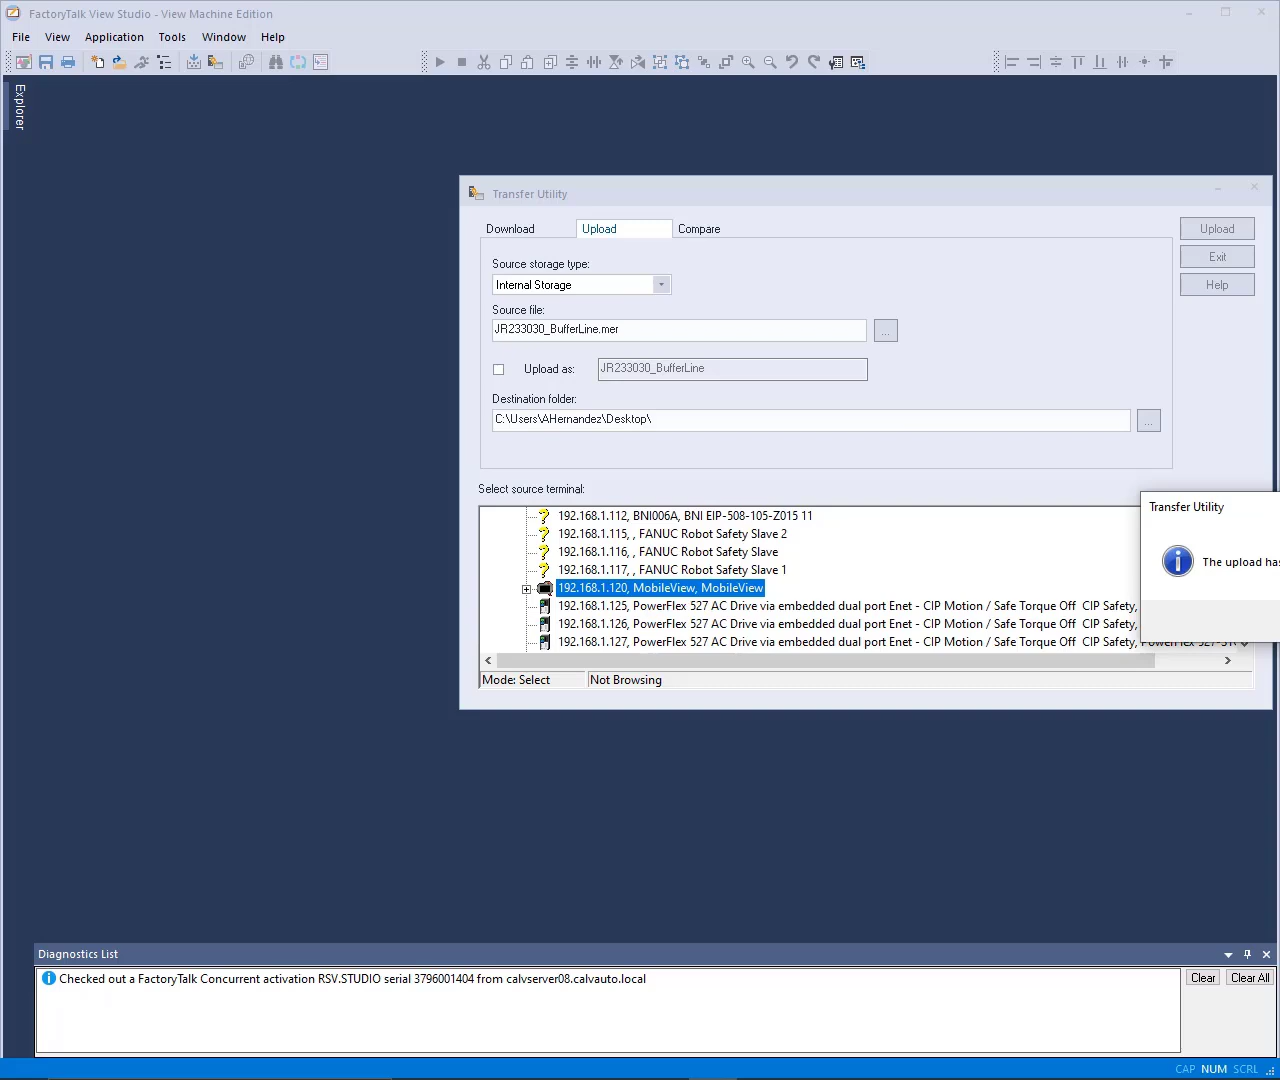 FactoryTalk View Studio - View Machine Edition
File View Application Tools Window Help
Explorer
Transfer Utility
Download Upload Compare
Upload
Exit
Help
Source storage type:
Internal Storage
Source file:
JR233030_BufferLine.mer
...
Upload as: JR233030_BufferLine
Destination folder:
C:\Users\AHernandez\Desktop\
...
Select source terminal:
192.168.1.112, BNI006A, BNI EIP-508-105-Z015 11
192.168.1.115, , FANUC Robot Safety Slave 2
192.168.1.116, , FANUC Robot Safety Slave
192.168.1.117, , FANUC Robot Safety Slave 1
192.168.1.120, MobileView, MobileView
192.168.1.125, PowerFlex 527 AC Drive via embedded dual port Enet - CIP Motion / Safe Torque Off CIP Safety,
192.168.1.126, PowerFlex 527 AC Drive via embedded dual port Enet - CIP Motion / Safe Torque Off CIP Safety,
192.168.1.127, PowerFlex 527 AC Drive via embedded dual port Enet - CIP Motion / Safe Torque Off CIP Safety,
Mode: Select Not Browsing
Transfer Utility
The upload has
Diagnostics List
Checked out a FactoryTalk Concurrent activation RSV.STUDIO serial 3796001404 from calvserver08.calvauto.local
Clear Clear All
CAP NUM SCRL